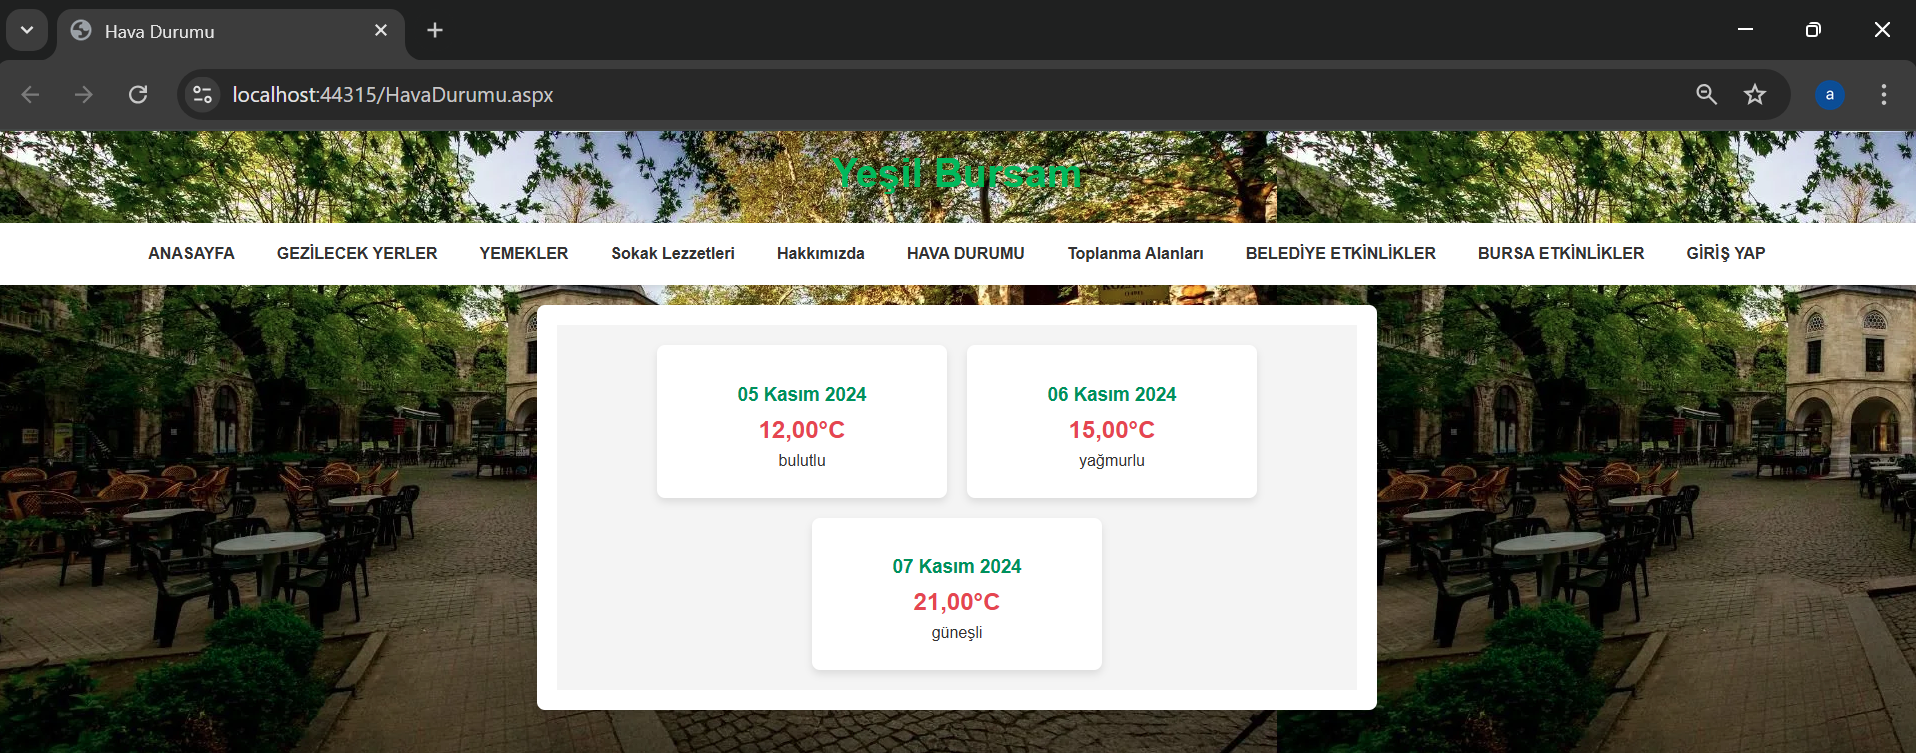 Hava Durumu
localhost:44315/HavaDurumu.aspx
a
Yeşil Bursam
ANASAYFA GEZİLECEK YERLER YEMEKLER Sokak Lezzetleri Hakkımızda HAVA DURUMU Toplanma Alanları BELEDİYE ETKİNLİKLER BURSA ETKİNLİKLER GİRİŞ YAP
05 Kasım 2024
12,00°C
bulutlu
06 Kasım 2024
15,00°C
yağmurlu
07 Kasım 2024
21,00°C
güneşli